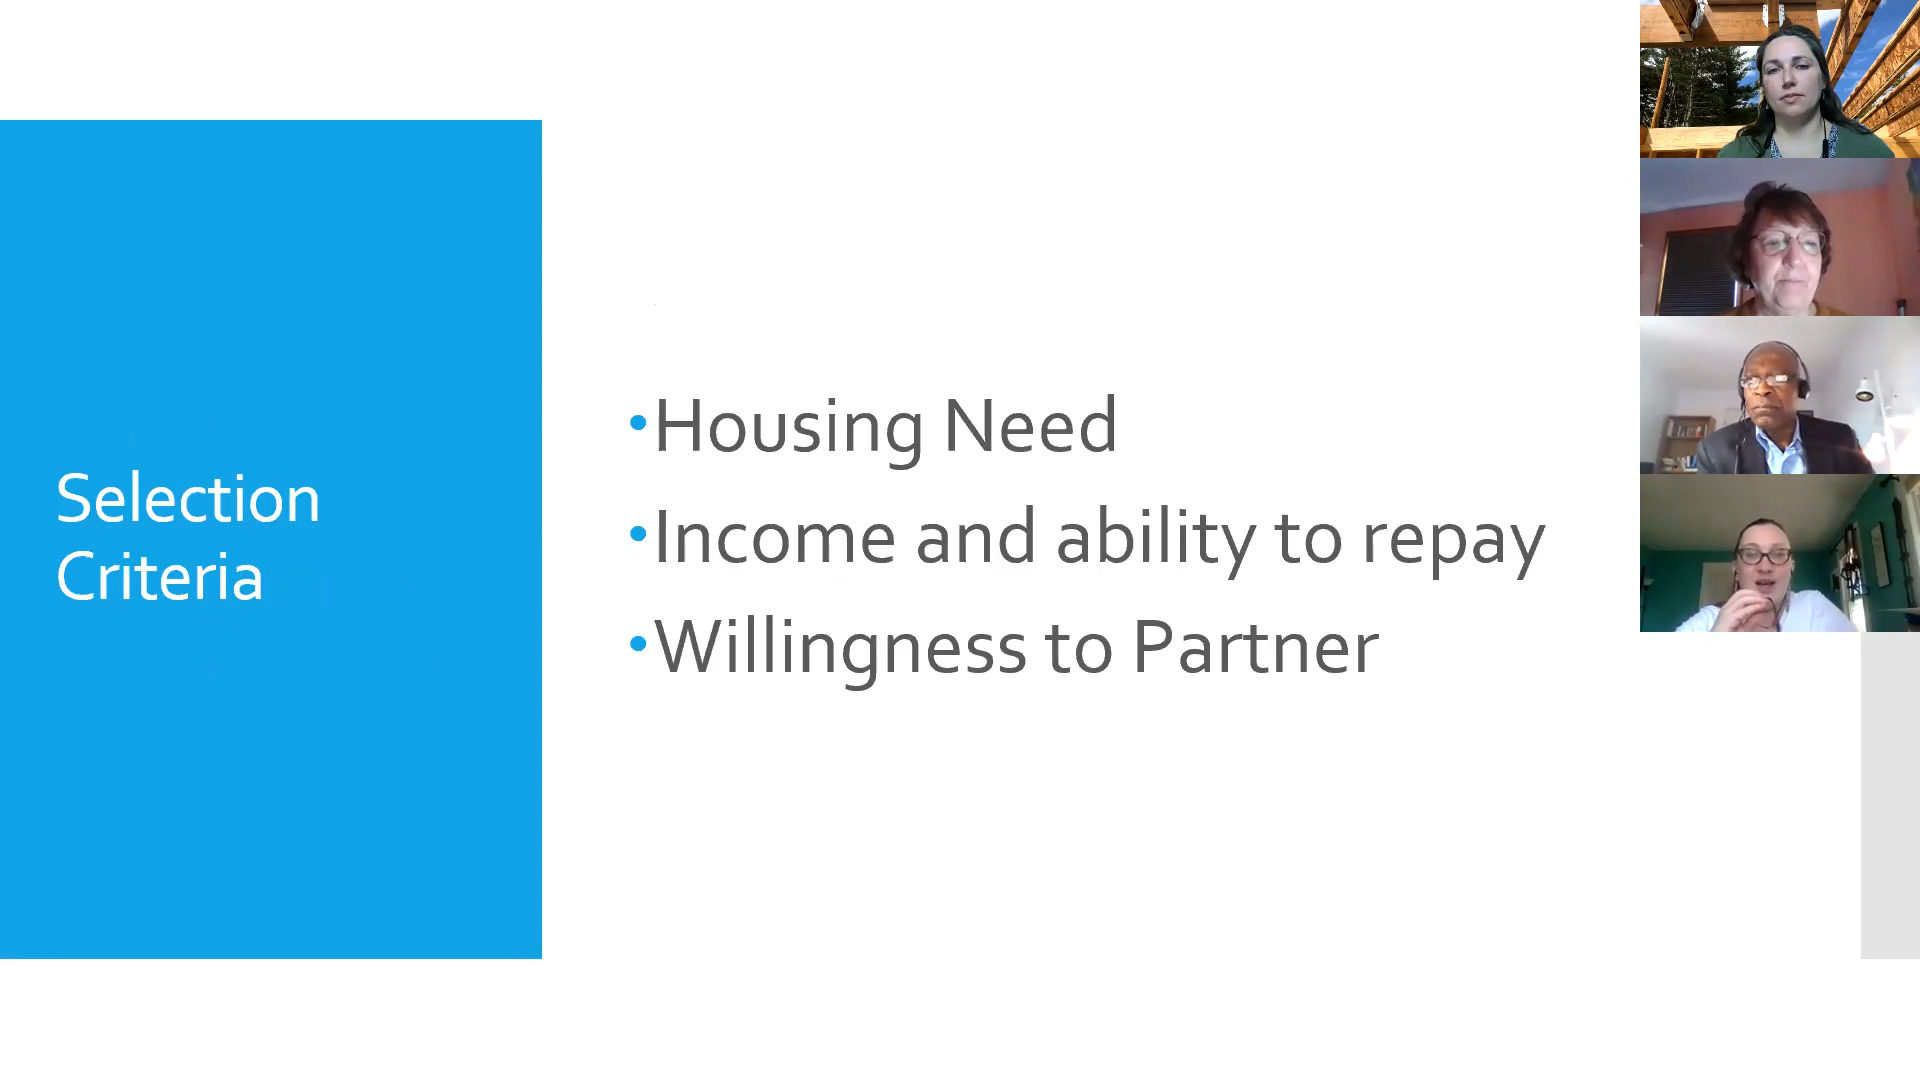 Selection
Criteria
•Housing Need
•Income and ability to repay
•Willingness to Partner